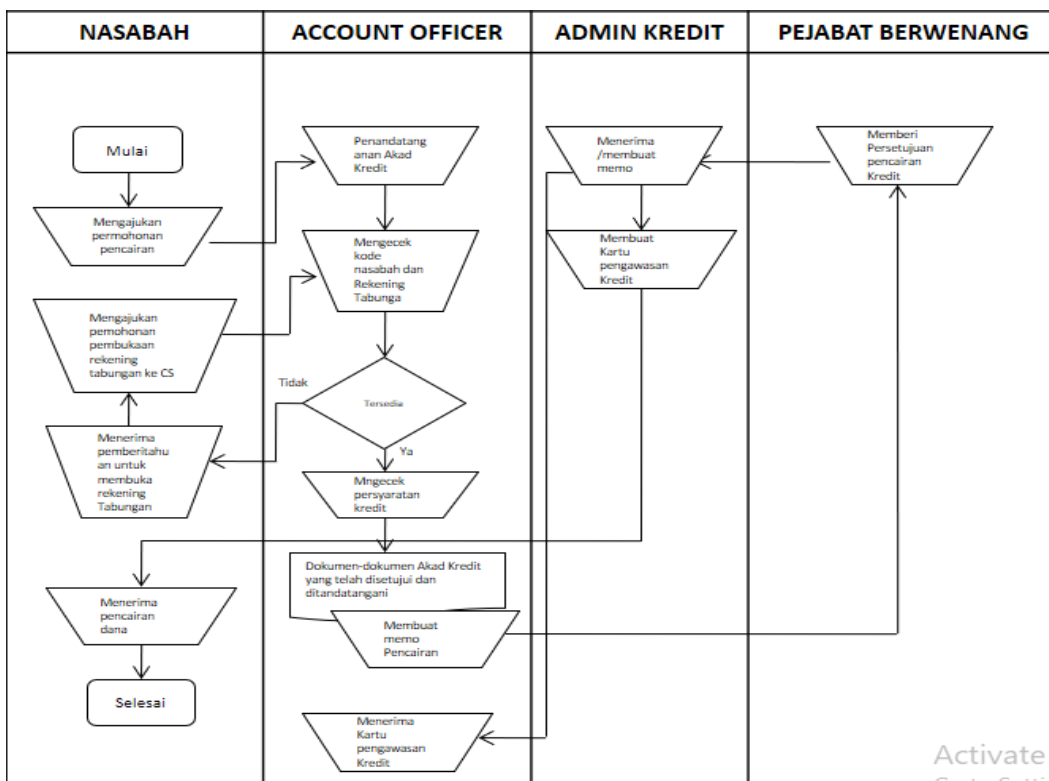 NASABAH
ACCOUNT OFFICER
ADMIN KREDIT
PEJABAT BERWENANG
Mulai
Mengajukan
permohonan
pencairan
Mengajukan
pemohonan
pembukaan
rekening
tabungan ke CS
Menerima
pemberitahu
an untuk
membuka
rekening
Tabungan
Menerima
pencairan
dana
Selesai
Penandatang
anan Akad
Kredit
Mengecek
kode
nasabah dan
Rekening
Tabunga
Tidak
Tersedia
Ya
Mngecek
persyaratan
kredit
Dokumen-dokumen Akad Kredit
yang telah disetujui dan
ditandatangani
Membuat
memo
Pencairan
Menerima
Kartu
pengawasan
Kredit
Menerima
/membuat
memo
Membuat
Kartu
pengawasan
Kredit
Memberi
Persetujuan
pencairan
Kredit
Activate